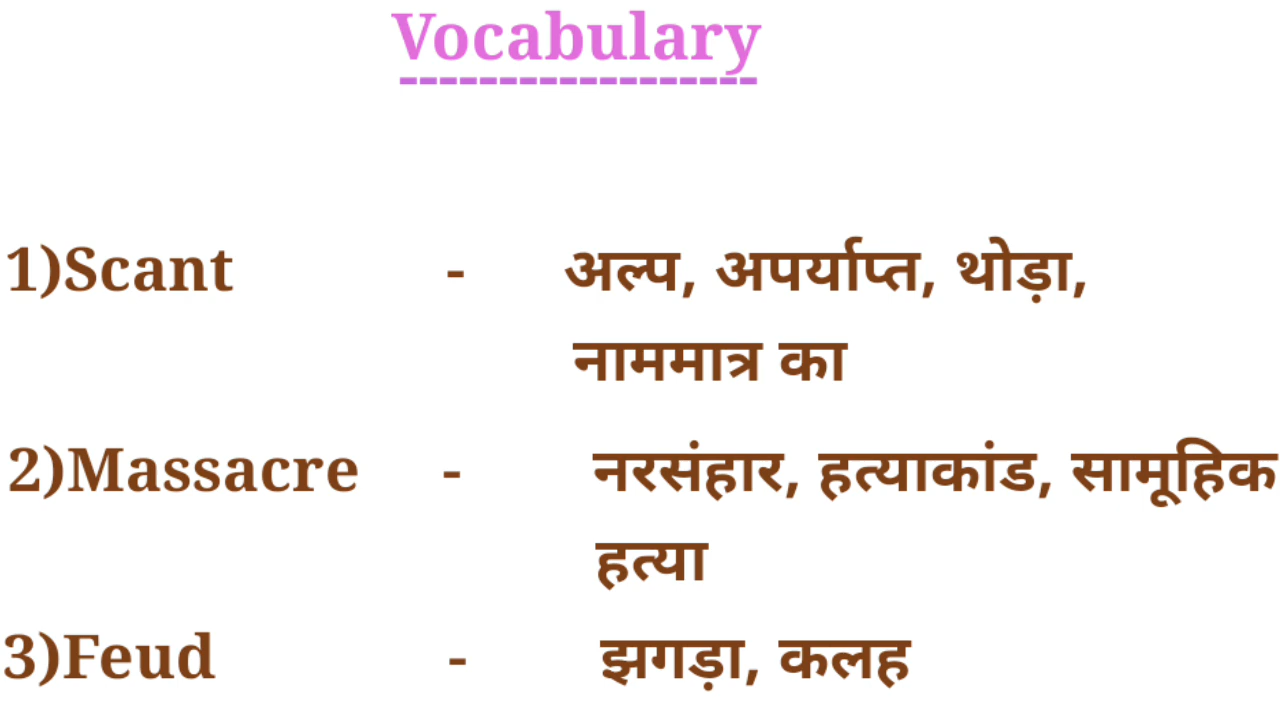 Vocabulary
------------------
1)Scant - अल्प, अपर्याप्त, थोड़ा,
नाममात्र का
2)Massacre - नरसंहार, हत्याकांड, सामूहिक
हत्या
3)Feud - झगड़ा, कलह